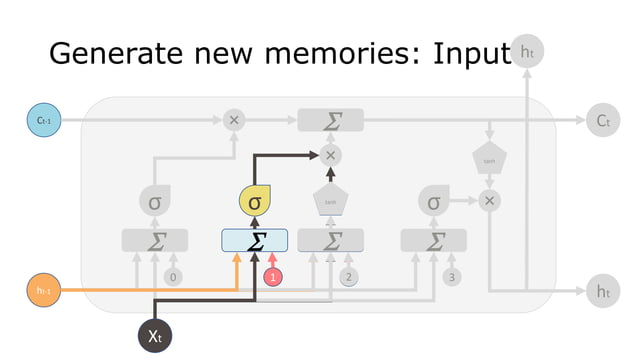 Generate new memories: Input
ht
Ct-1
×
Σ
Ct
×
tanh
σ
σ
tanh
σ
×
Σ
Σ
Σ
Σ
0
1
2
3
ht-1
ht
Xt